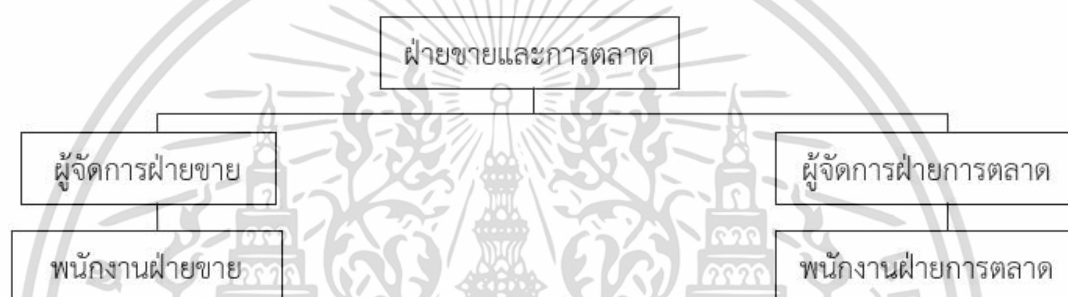 ฝ่ายขายและการตลาด
ผู้จัดการฝ่ายขาย
ผู้จัดการฝ่ายการตลาด
พนักงานฝ่ายขาย
พนักงานฝ่ายการตลาด